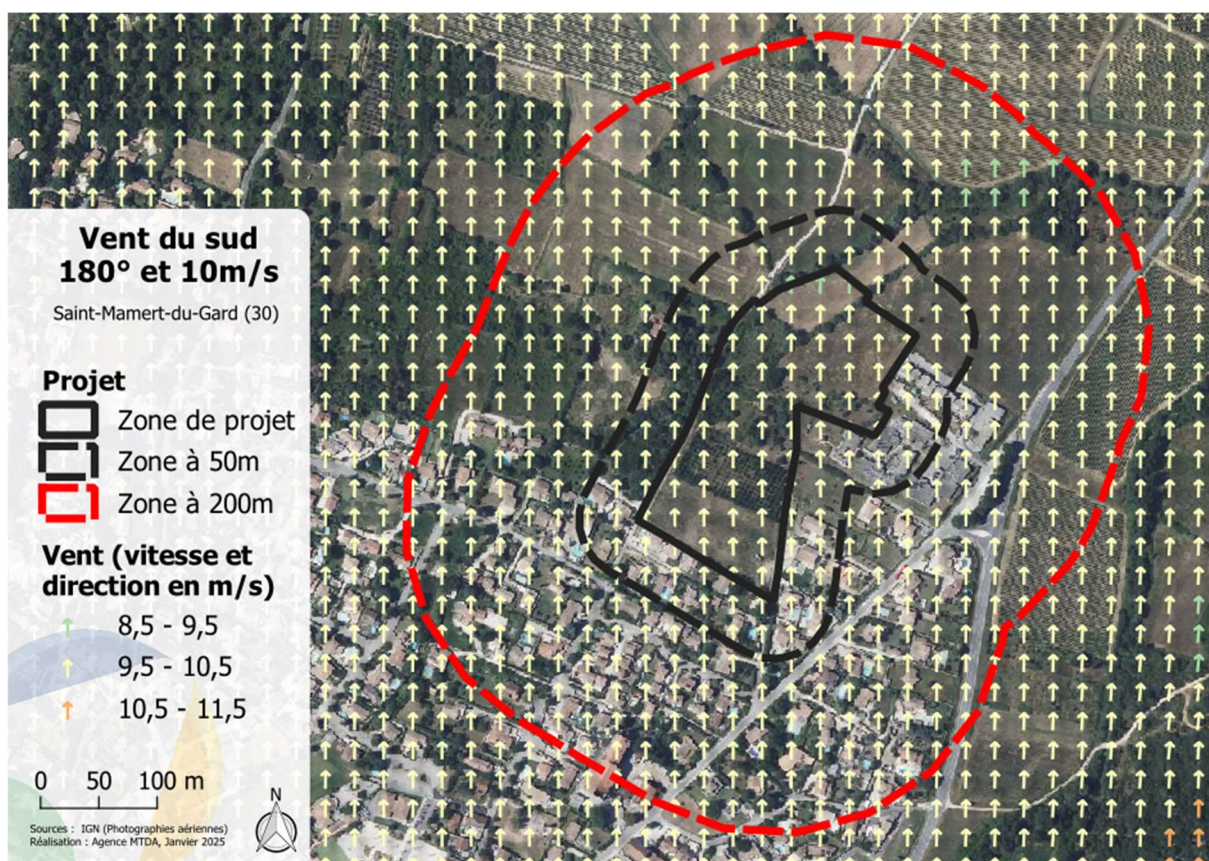 Vent du sud
180° et 10m/s
Saint-Mamert-du-Gard (30)
Projet
Zone de projet
Zone à 50m
Zone à 200m
Vent (vitesse et
direction en m/s)
8,5 - 9,5
9,5 - 10,5
10,5 - 11,5
0 50 100 m
N
Sources : IGN (Photographies aériennes)
Réalisation : Agence MTDA, Janvier 2025